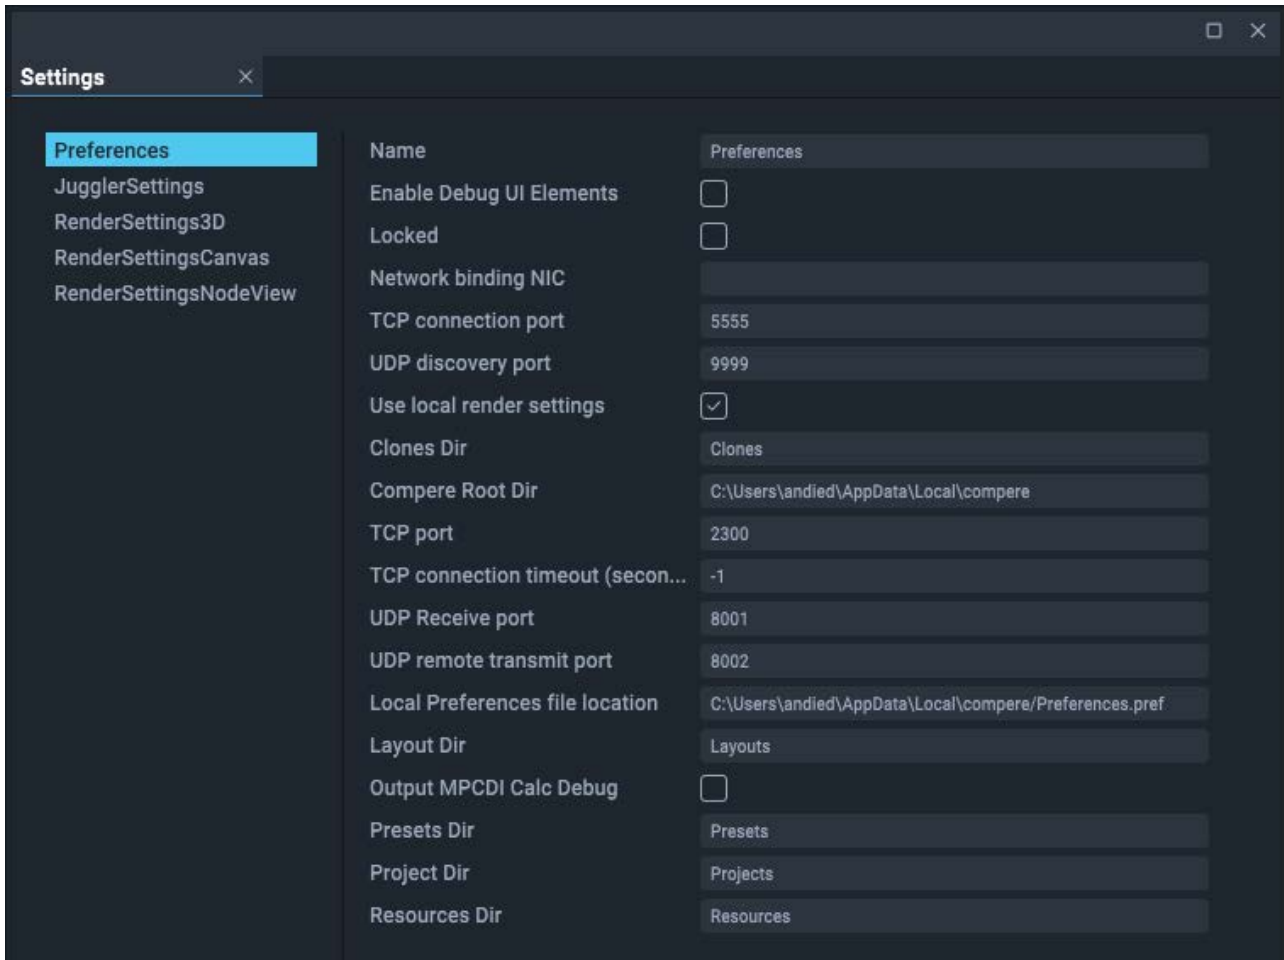 Settings
Preferences
JugglerSettings
RenderSettings3D
RenderSettingsCanvas
RenderSettingsNodeView
Name Preferences
Enable Debug UI Elements
Locked
Network binding NIC
TCP connection port 5555
UDP discovery port 9999
Use local render settings
Clones Dir Clones
Compere Root Dir C:\Users\andied\AppData\Local\compere
TCP port 2300
TCP connection timeout (secon... -1
UDP Receive port 8001
UDP remote transmit port 8002
Local Preferences file location C:\Users\andied\AppData\Local\compere/Preferences.pref
Layout Dir Layouts
Output MPCDI Calc Debug
Presets Dir Presets
Project Dir Projects
Resources Dir Resources